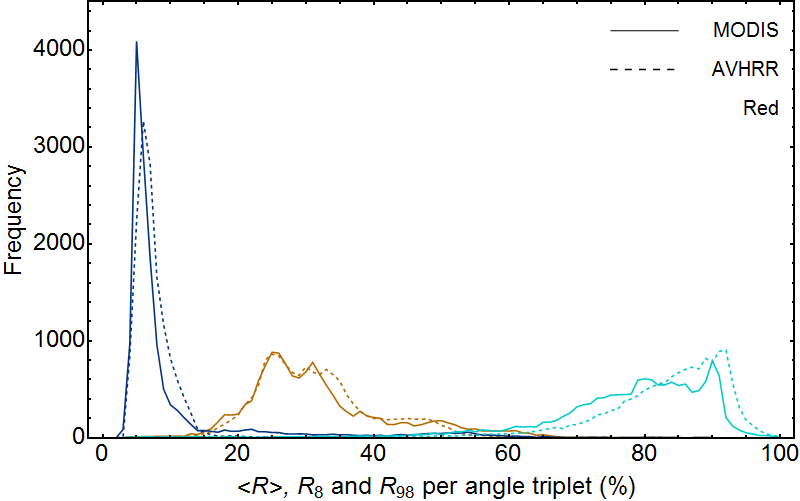 MODIS
AVHRR
Red
Frequency
4000
3000
2000
1000
0
0 20 40 60 80 100
<R>, R8 and R98 per angle triplet (%)